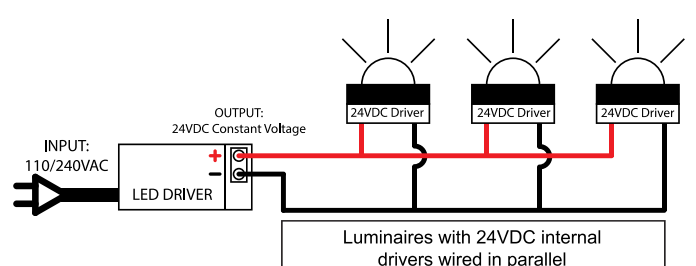 24VDC Driver
24VDC Driver
24VDC Driver
OUTPUT:
24VDC Constant Voltage
INPUT:
110/240VAC
+
−
LED DRIVER
Luminaires with 24VDC internal
drivers wired in parallel